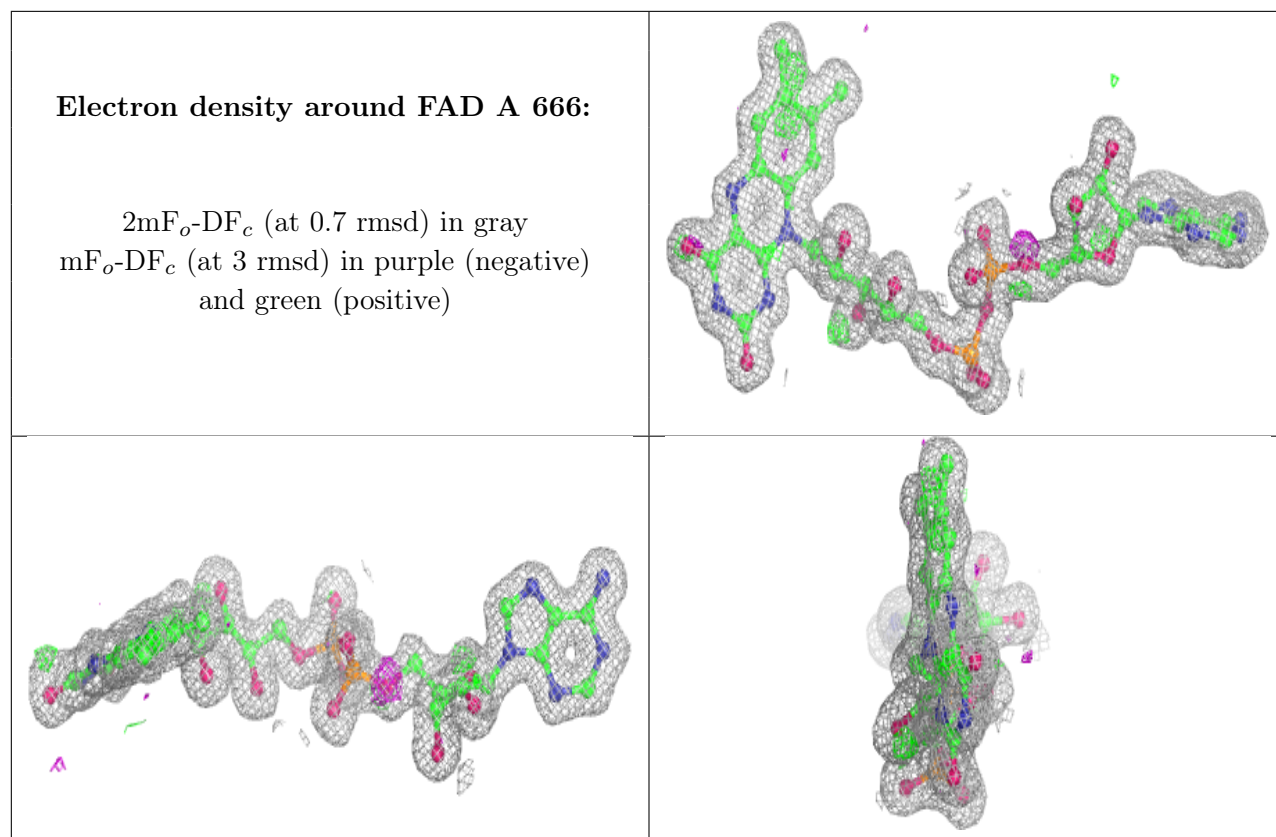 Electron density around FAD A 666:
2mFₒ-DF𝒸 (at 0.7 rmsd) in gray
mFₒ-DF𝒸 (at 3 rmsd) in purple (negative)
and green (positive)